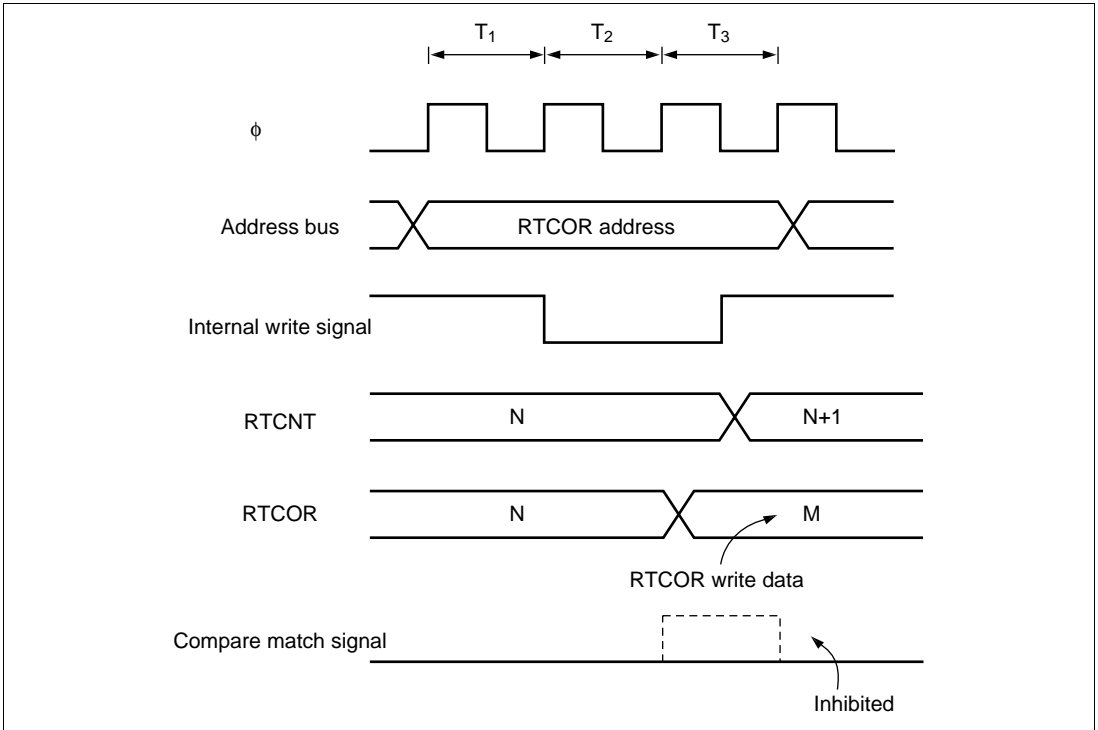 T₁ T₂ T₃
ϕ
Address bus RTCOR address
Internal write signal
RTCNT N N+1
RTCOR N M
RTCOR write data
Compare match signal
Inhibited